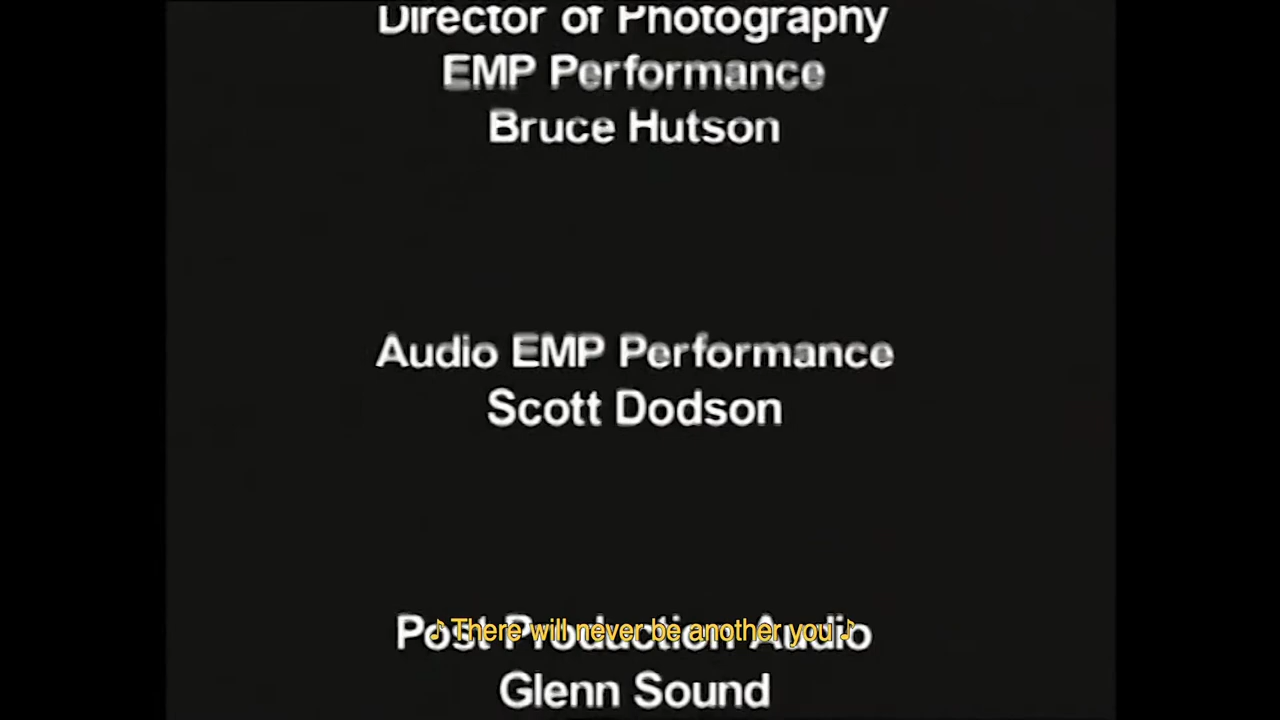 Director of Photography
EMP Performance
Bruce Hutson
Audio EMP Performance
Scott Dodson
Post Production Audio
♪ There will never be another you ♪
Glenn Sound